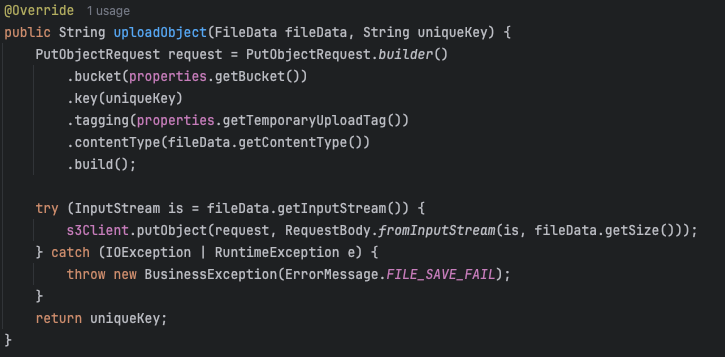 @Override 1 usage
public String uploadObject(FileData fileData, String uniqueKey) {
    PutObjectRequest request = PutObjectRequest.builder()
        .bucket(properties.getBucket())
        .key(uniqueKey)
        .tagging(properties.getTemporaryUploadTag())
        .contentType(fileData.getContentType())
        .build();

    try (InputStream is = fileData.getInputStream()) {
        s3Client.putObject(request, RequestBody.fromInputStream(is, fileData.getSize()));
    } catch (IOException | RuntimeException e) {
        throw new BusinessException(ErrorMessage.FILE_SAVE_FAIL);
    }
    return uniqueKey;
}